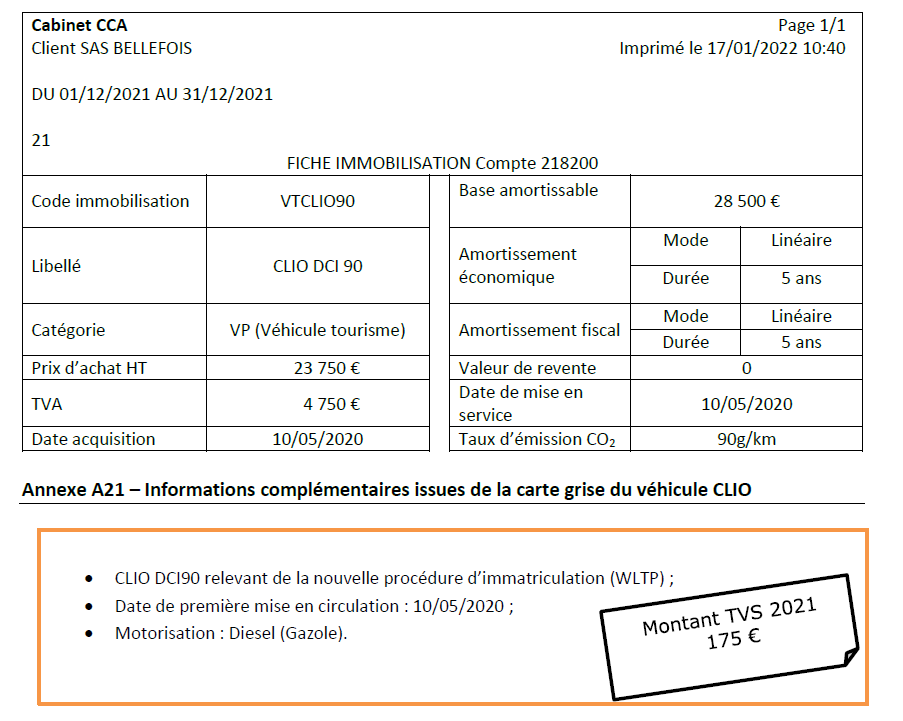 Cabinet CCA Page 1/1
Client SAS BELLEFOIS Imprimé le 17/01/2022 10:40
DU 01/12/2021 AU 31/12/2021
21
FICHE IMMOBILISATION Compte 218200
Code immobilisation VTCLIO90 Base amortissable 28 500 €
Libellé CLIO DCI 90 Amortissement économique Mode Linéaire
Durée 5 ans
Catégorie VP (Véhicule tourisme) Amortissement fiscal Mode Linéaire
Durée 5 ans
Prix d’achat HT 23 750 € Valeur de revente 0
TVA 4 750 € Date de mise en service 10/05/2020
Date acquisition 10/05/2020 Taux d’émission CO₂ 90g/km
Annexe A21 – Informations complémentaires issues de la carte grise du véhicule CLIO
• CLIO DCI90 relevant de la nouvelle procédure d’immatriculation (WLTP) ;
• Date de première mise en circulation : 10/05/2020 ;
• Motorisation : Diesel (Gazole).
Montant TVS 2021
175 €